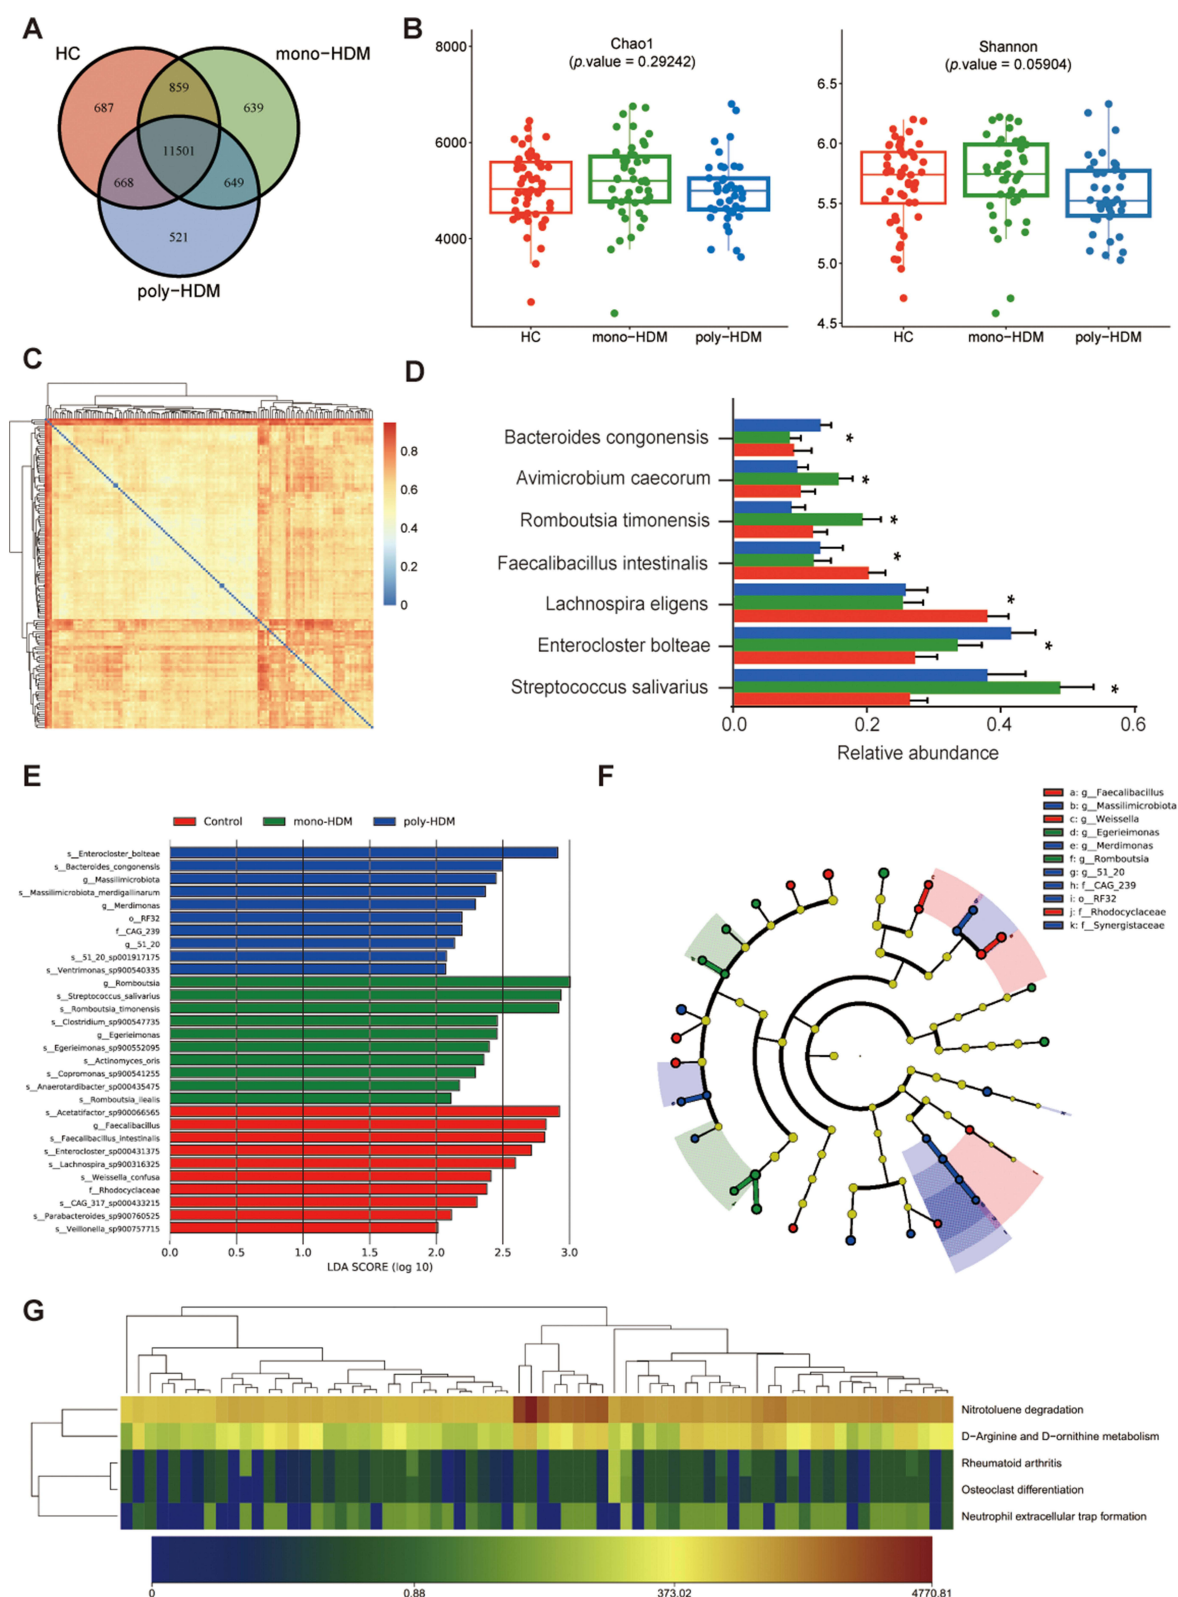 A
HC
mono-HDM
859
687
639
11501
668
649
521
poly-HDM
B
Chao1
(p.value = 0.29242)
8000
6000
4000
HC
mono-HDM
poly-HDM
Shannon
(p.value = 0.05904)
6.5
6.0
5.5
5.0
4.5
HC
mono-HDM
poly-HDM
C
0.8
0.6
0.4
0.2
0
D
Bacteroides congonensis
*
Avimicrobium caecorum
*
Romboutsia timonensis
*
Faecalibacillus intestinalis
*
Lachnospira eligens
*
Enterocloster bolteae
*
Streptococcus salivarius
*
0.0
0.2
0.4
0.6
Relative abundance
E
Control
mono-HDM
poly-HDM
s__Enterocloster_bolteae
s__Bacteroides_congonensis
g__Massilimicrobiota
s__Massilimicrobiota_merdigallinarum
g__Merdimonas
o__RF32
f__CAG_239
g__51_20
s__51_20_sp001917175
s__Ventrimonas_sp900540335
g__Romboutsia
s__Streptococcus_salivarius
s__Romboutsia_timonensis
s__Clostridium_sp900547735
g__Egerieimonas
s__Egerieimonas_sp900552095
s__Actinomyces_oris
s__Copromonas_sp900541255
s__Anaerotardibacter_sp000435475
s__Romboutsia_ilealis
s__Acetatifactor_sp900066565
g__Faecalibacillus
s__Faecalibacillus_intestinalis
s__Enterocloster_sp000431375
s__Lachnospira_sp900316325
s__Weissella_confusa
f__Rhodocyclaceae
s__CAG_317_sp000433215
s__Parabacteroides_sp900760525
s__Veillonella_sp900757715
0.0
0.5
1.0
1.5
2.0
2.5
3.0
LDA SCORE (log 10)
F
a: g__Faecalibacillus
b: g__Massilimicrobiota
c: g__Weissella
d: g__Egerieimonas
e: g__Merdimonas
f: g__Romboutsia
g: g__51_20
h: f__CAG_239
i: o__RF32
j: f__Rhodocyclaceae
k: f__Synergistaceae
G
Nitrotoluene degradation
D−Arginine and D−ornithine metabolism
Rheumatoid arthritis
Osteoclast differentiation
Neutrophil extracellular trap formation
0
0.88
373.02
4770.81